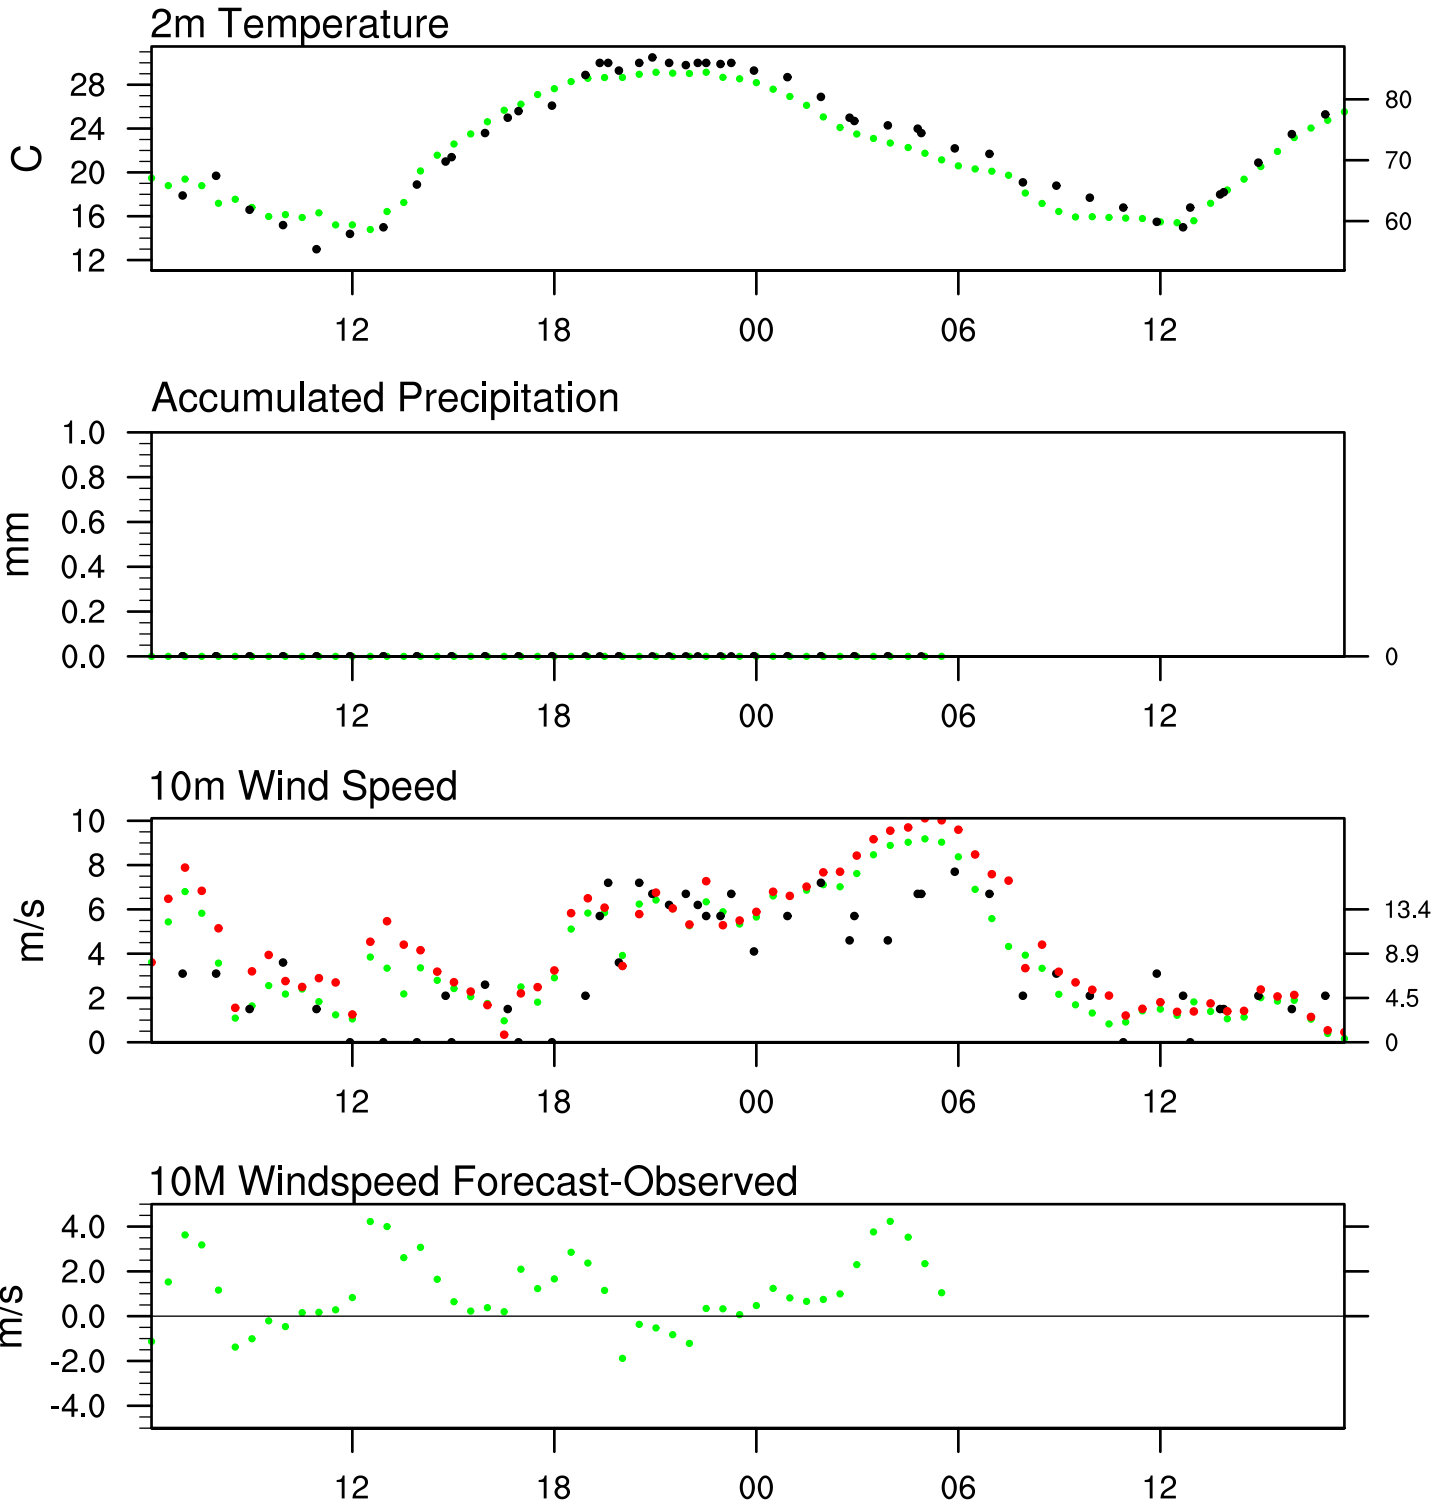 2m Temperature
28
24
20
16
12
C
80
70
60
12 18 00 06 12
Accumulated Precipitation
1.0
0.8
0.6
0.4
0.2
0.0
mm
0
12 18 00 06 12
10m Wind Speed
10
8
6
4
2
0
m/s
13.4
8.9
4.5
0
12 18 00 06 12
10M Windspeed Forecast-Observed
4.0
2.0
0.0
-2.0
-4.0
m/s
12 18 00 06 12